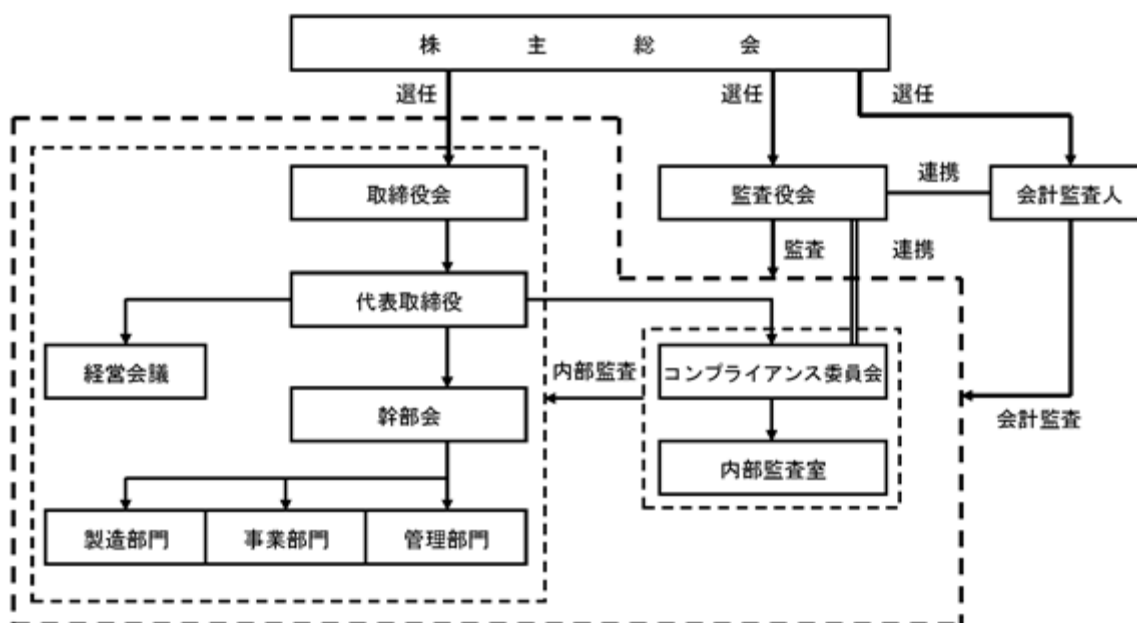 株主総会
選任
選任
選任
取締役会
監査役会
連携
会計監査人
監査
連携
代表取締役
経営会議
内部監査
コンプライアンス委員会
幹部会
会計監査
内部監査室
製造部門
事業部門
管理部門